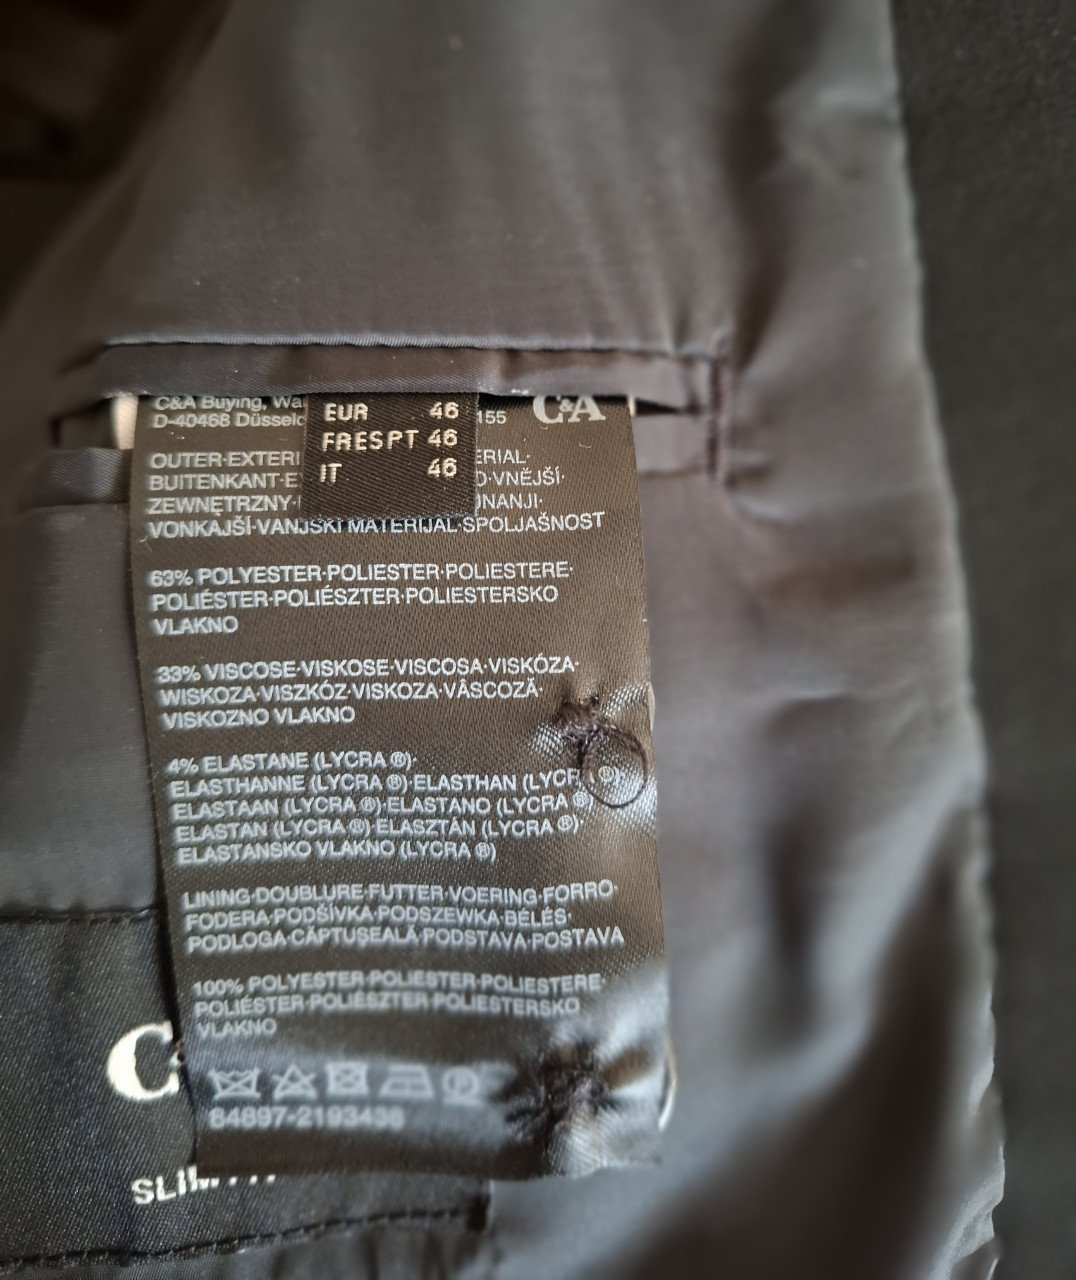 C&A Buying, Wa
D-40468 Düsseld
155
C&A
EUR 46
FRESPT 46
IT 46
OUTER·EXTERI
ERIAL·
BUITENKANT·E
O·VNĚJŠÍ·
ZEWNĘTRZNY·
UNANJI·
VONKAJŠÍ·VANJSKI MATERIJAL·SPOLJAŠNOST
63% POLYESTER·POLIESTER·POLIESTERE·
POLIÉSTER·POLIÉSZTER·POLIESTERSKO
VLAKNO
33% VISCOSE·VISKOSE·VISCOSA·VISKÓZA·
WISKOZA·VISZKÓZ·VISKOZA·VÂSCOZĂ·
VISKOZNO VLAKNO
4% ELASTANE (LYCRA ®)·
ELASTHANNE (LYCRA ®)·ELASTHAN (LYCR ®)·
ELASTAAN (LYCRA ®)·ELASTANO (LYCRA ®)
ELASTAN (LYCRA ®)·ELASZTÁN (LYCRA ®)·
ELASTANSKO VLAKNO (LYCRA ®)
LINING·DOUBLURE·FUTTER·VOERING·FORRO·
FODERA·PODŠÍVKA·PODSZEWKA·BÉLÉS·
PODLOGA·CĂPTUŞEALĂ·PODSTAVA·POSTAVA
100% POLYESTER·POLIESTER·POLIESTERE·
POLIÉSTER·POLIÉSZTER·POLIESTERSKO
VLAKNO
84897-2193436
C
SLIM